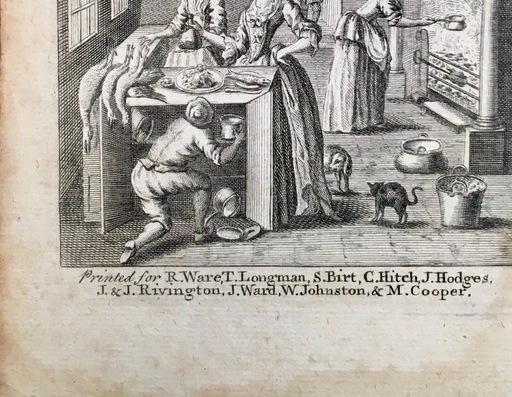 Printed for R. Ware, T. Longman, S. Birt, C. Hitch, J. Hodges,
J. & J. Rivington, J. Ward, W. Johnston, & M. Cooper.